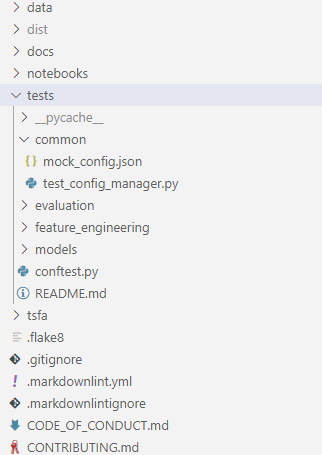 data
dist
docs
notebooks
tests
__pycache__
common
mock_config.json
test_config_manager.py
evaluation
feature_engineering
models
conftest.py
README.md
tsfa
.flake8
.gitignore
.markdownlint.yml
.markdownlintignore
CODE_OF_CONDUCT.md
CONTRIBUTING.md